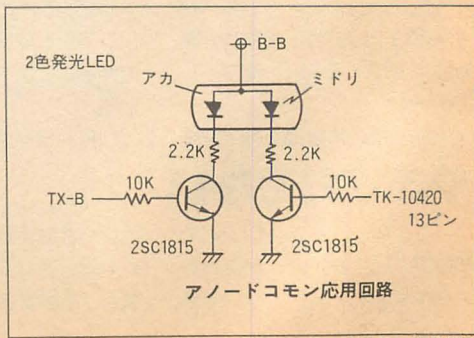 B-B
2色発光LED
アカ
ミドリ
2.2K
2.2K
10K
10K
TX-B
TK-10420
13ピン
2SC1815
2SC1815
アノードコモン応用回路